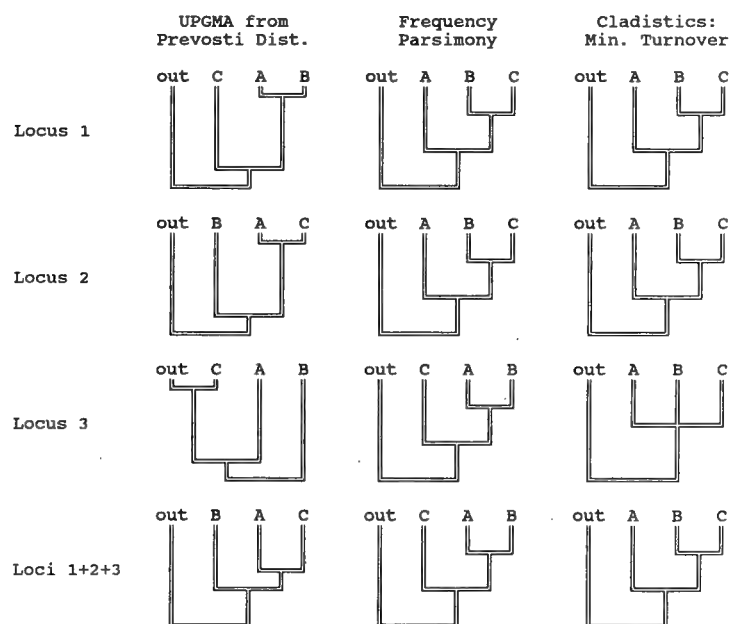 UPGMA from Frequency Cladistics:
Prevosti Dist. Parsimony Min. Turnover
out C A B out A B C out A B C
Locus 1
out B A C out A B C out A B C
Locus 2
out C A B out C A B out A B C
Locus 3
out B A C out C A B out A B C
Loci 1+2+3